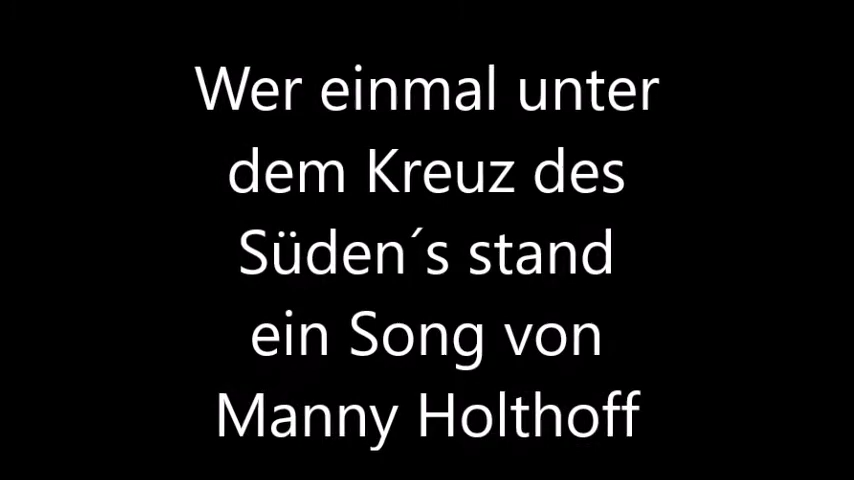 Wer einmal unter
dem Kreuz des
Süden´s stand
ein Song von
Manny Holthoff